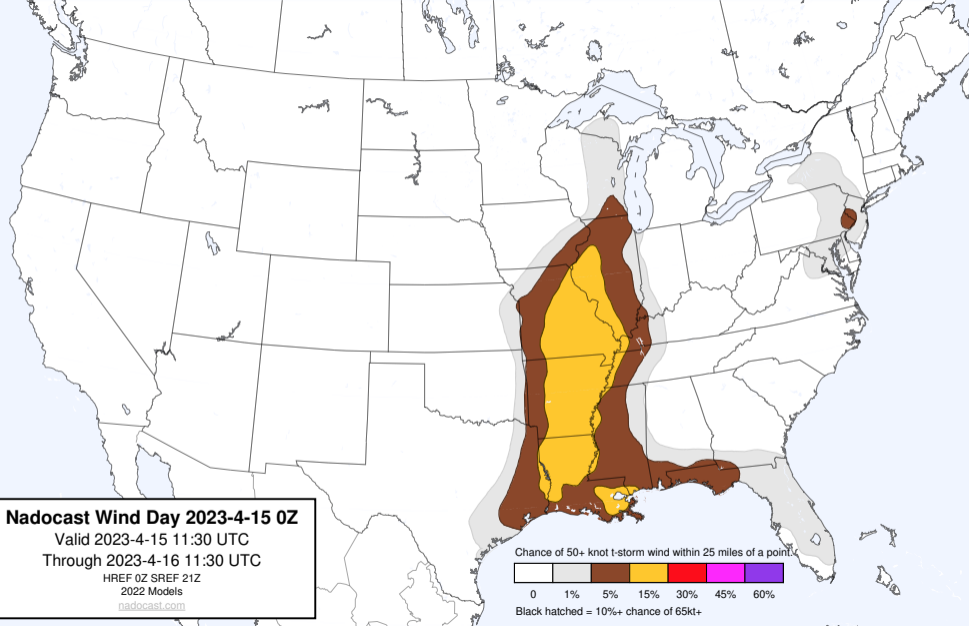 Nadocast Wind Day 2023-4-15 0Z
Valid 2023-4-15 11:30 UTC
Through 2023-4-16 11:30 UTC
HREF 0Z SREF 21Z
2022 Models
nadocast.com
Chance of 50+ knot t-storm wind within 25 miles of a point.
0 1% 5% 15% 30% 45% 60%
Black hatched = 10%+ chance of 65kt+